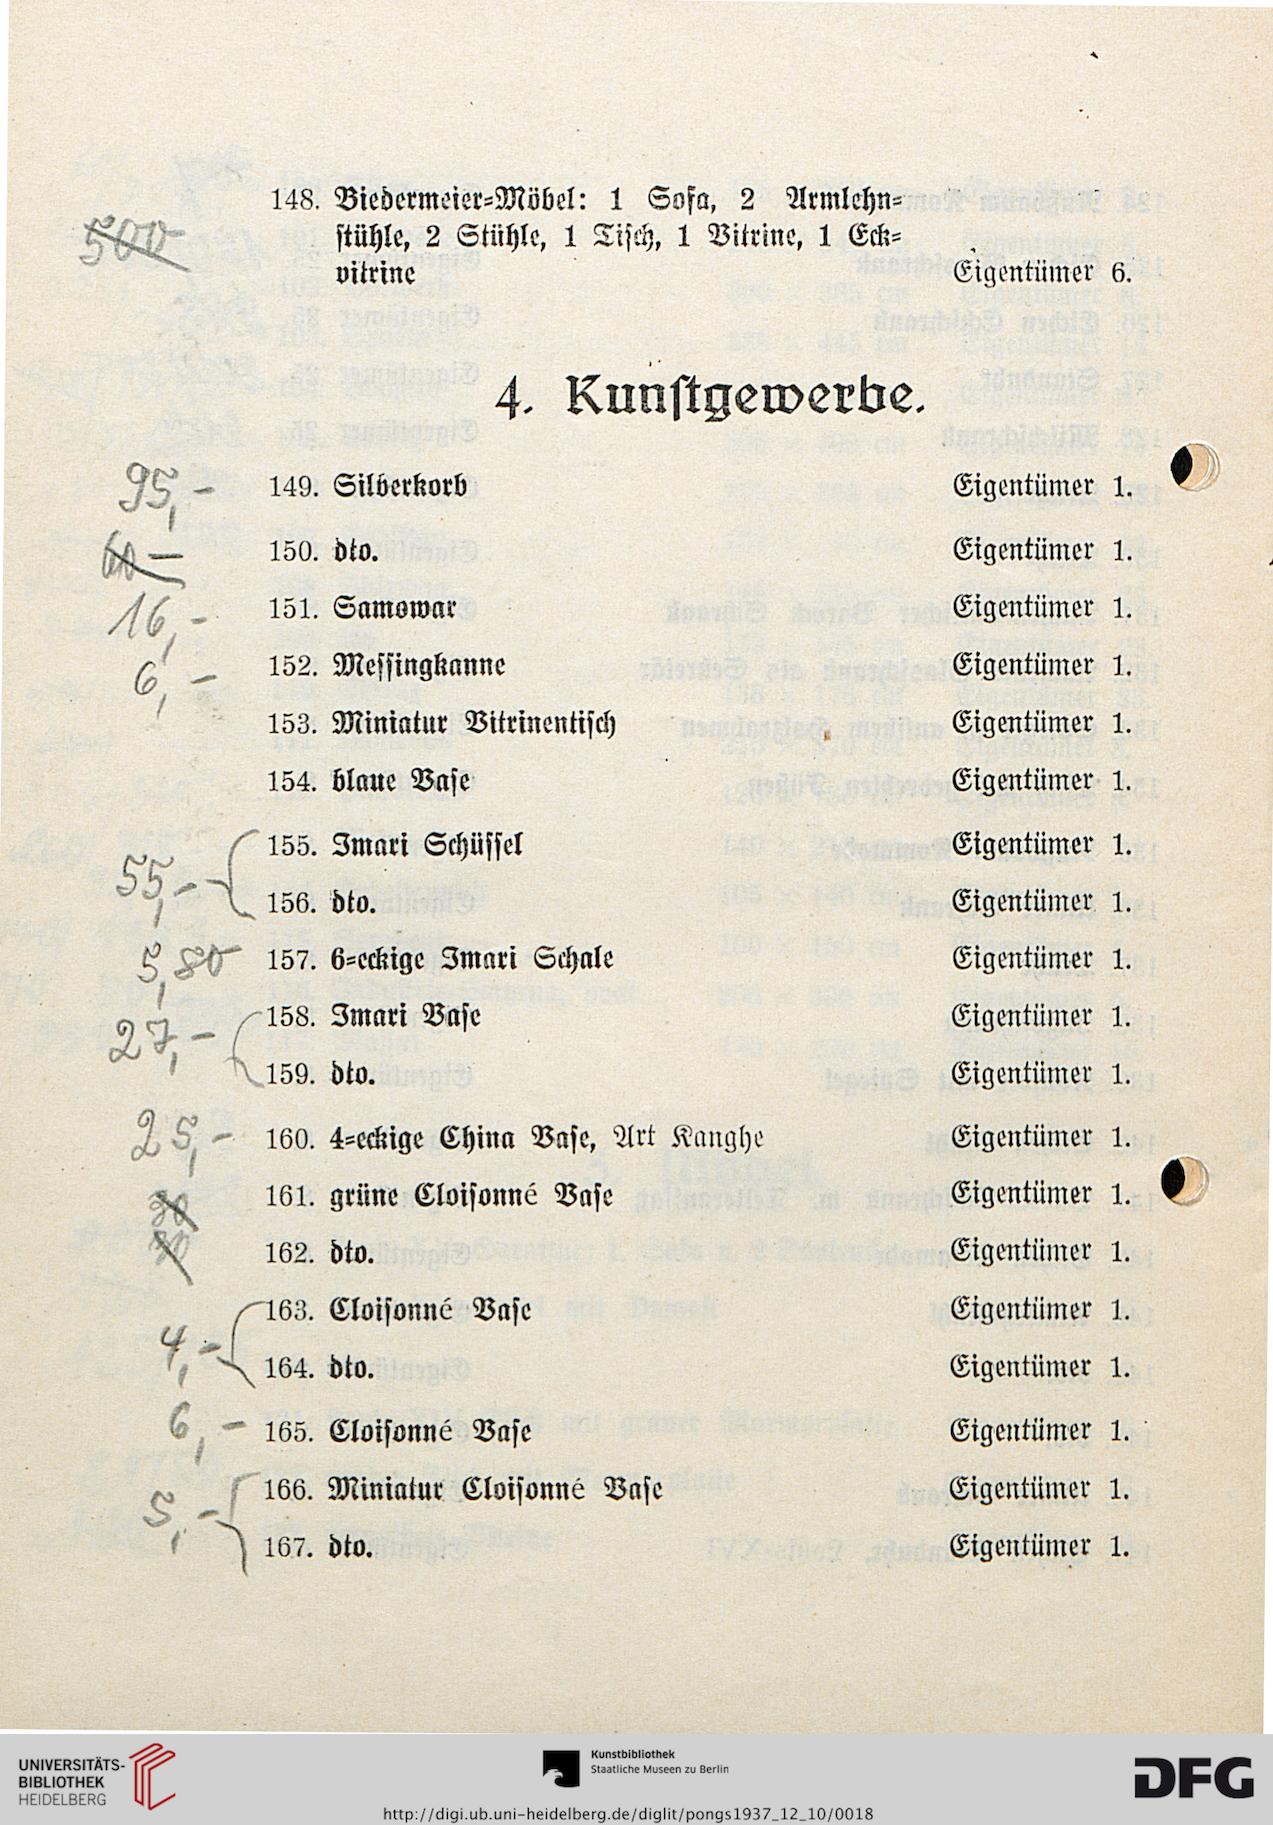 148. Biedermeier-Möbel: 1 Sofa, 2 Armlehn-
500 stühle, 2 Stühle, 1 Tisch, 1 Vitrine, 1 Eck-
vitrine Eigentümer 6.
4. Kunstgewerbe.
95,- 149. Silberkorb Eigentümer 1.
60- 150. dto. Eigentümer 1.
16,- 151. Samowar Eigentümer 1.
6,- 152. Messingkanne Eigentümer 1.
153. Miniatur Vitrinentisch Eigentümer 1.
154. blaue Vase Eigentümer 1.
155. Imari Schüssel Eigentümer 1.
55,-
156. dto. Eigentümer 1.
5,80 157. 6-eckige Imari Schale Eigentümer 1.
158. Imari Vase Eigentümer 1.
27,-
159. dto. Eigentümer 1.
25,- 160. 4-eckige China Vase, Art Kanghe Eigentümer 1.
161. grüne Cloisonné Vase Eigentümer 1.
162. dto. Eigentümer 1.
163. Cloisonné Vase Eigentümer 1.
4,-
164. dto. Eigentümer 1.
6,- 165. Cloisonné Vase Eigentümer 1.
166. Miniatur Cloisonné Vase Eigentümer 1.
5,-
167. dto. Eigentümer 1.
UNIVERSITÄTS-
BIBLIOTHEK
HEIDELBERG
Kunstbibliothek
Staatliche Museen zu Berlin
DFG
http://digi.ub.uni-heidelberg.de/diglit/pongs1937_12_10/0018